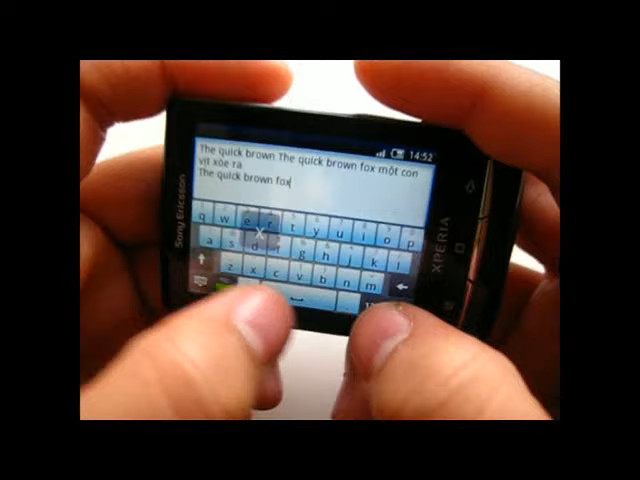 14:52
The quick brown The quick brown fox một con
vịt xòe ra
The quick brown fox
q w e r t y u i o p
X
a s d f g h j k l
z x c v b n m
Sony Ericsson
XPERIA